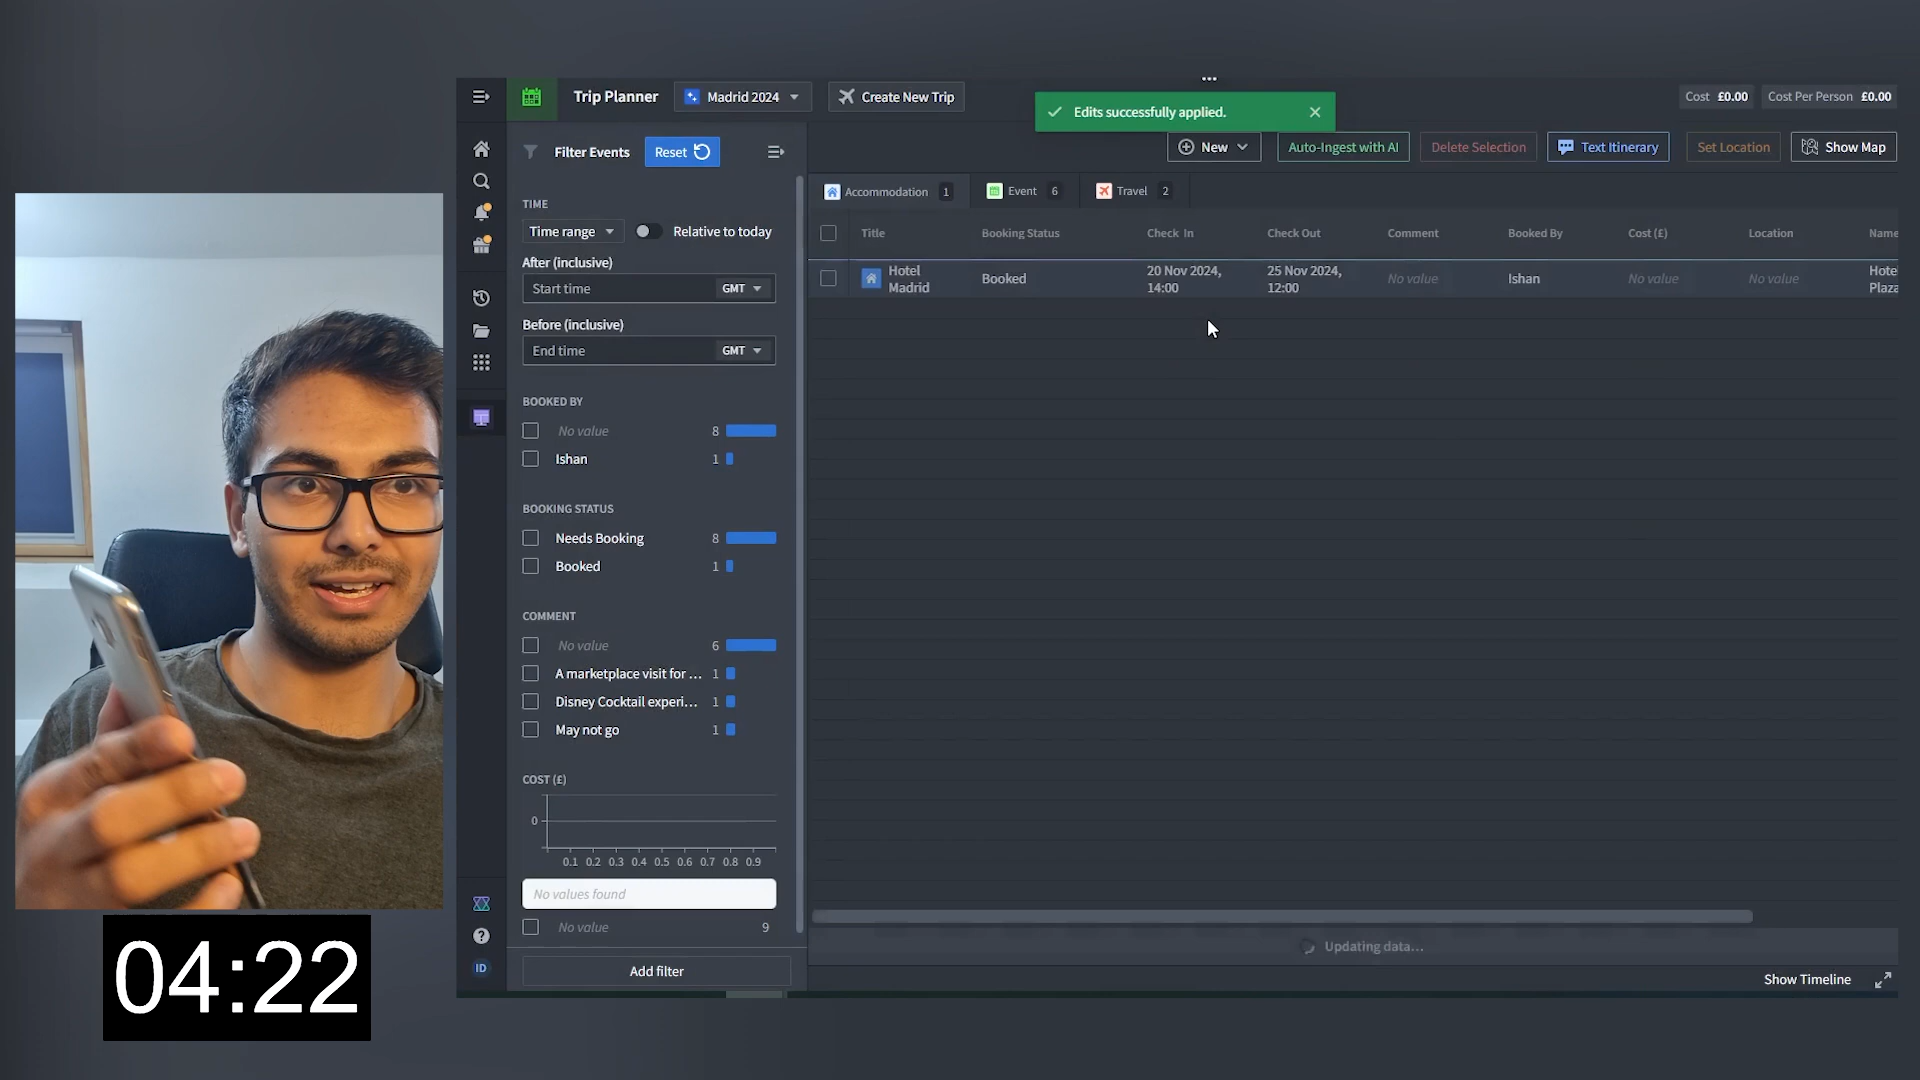 Trip Planner
Madrid 2024
Create New Trip
Edits successfully applied.
Cost £0.00
Cost Per Person £0.00
Filter Events
Reset
New
Auto-Ingest with AI
Delete Selection
Text Itinerary
Set Location
Show Map
TIME
Time range
Relative to today
After (inclusive)
Start time
GMT
Before (inclusive)
End time
GMT
BOOKED BY
No value 8
Ishan 1
BOOKING STATUS
Needs Booking 8
Booked 1
COMMENT
No value 6
A marketplace visit for ... 1
Disney Cocktail experi... 1
May not go 1
COST (£)
0
0.1 0.2 0.3 0.4 0.5 0.6 0.7 0.8 0.9
No values found
No value 9
Add filter
ID
Accommodation 1
Event 6
Travel 2
Title Booking Status Check In Check Out Comment Booked By Cost (£) Location Name
Hotel
Madrid
Booked
20 Nov 2024,
14:00
25 Nov 2024,
12:00
No value
Ishan
No value
No value
Hote
Plaza
Updating data...
Show Timeline
04:22